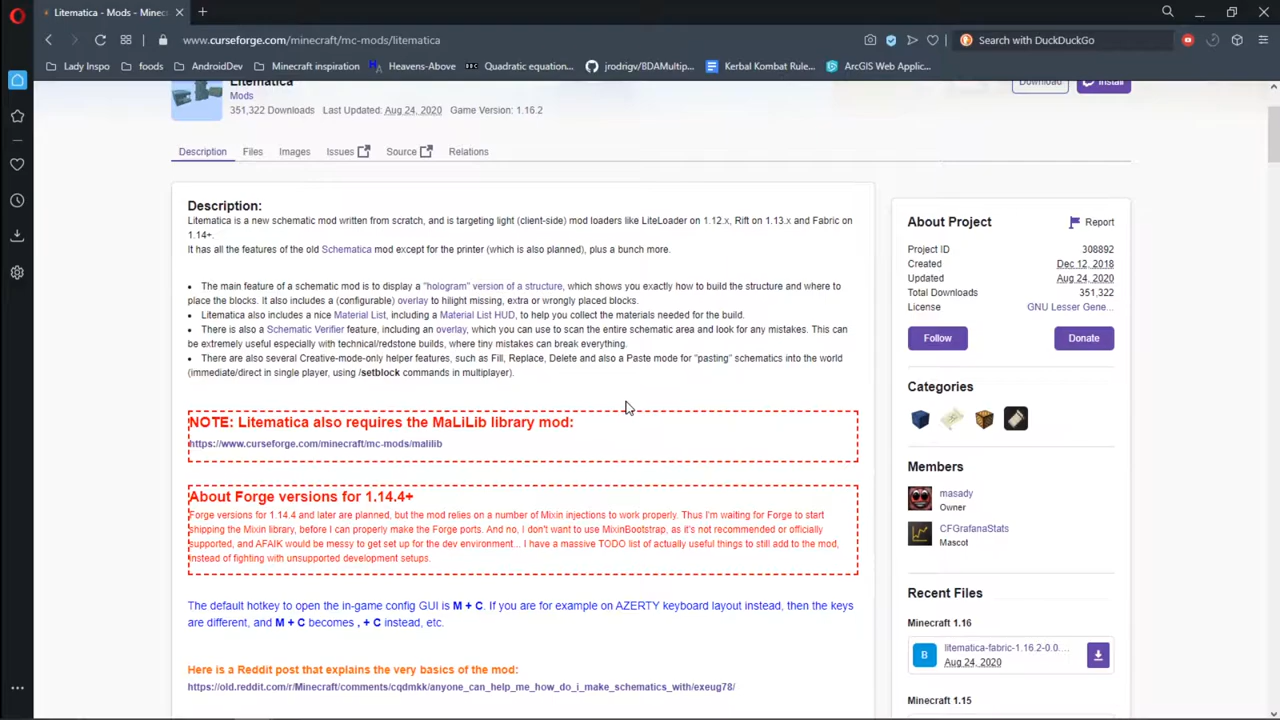 Litematica - Mods - Minec
www.curseforge.com/minecraft/mc-mods/litematica
Search with DuckDuckGo
Lady Inspo
foods
AndroidDev
Minecraft inspiration
Heavens-Above
Quadratic equation...
jrodrigv/BDAMultip...
Kerbal Kombat Rule...
ArcGIS Web Applic...
Litematica
Mods
351,322 Downloads Last Updated: Aug 24, 2020 Game Version: 1.16.2
Download
Install
Description Files Images Issues Source Relations
Description:
Litematica is a new schematic mod written from scratch, and is targeting light (client-side) mod loaders like LiteLoader on 1.12.x, Rift on 1.13.x and Fabric on
1.14+.
It has all the features of the old Schematica mod except for the printer (which is also planned), plus a bunch more.
• The main feature of a schematic mod is to display a "hologram" version of a structure, which shows you exactly how to build the structure and where to
place the blocks. It also includes a (configurable) overlay to hilight missing, extra or wrongly placed blocks.
• Litematica also includes a nice Material List, including a Material List HUD, to help you collect the materials needed for the build.
• There is also a Schematic Verifier feature, including an overlay, which you can use to scan the entire schematic area and look for any mistakes. This can
be extremely useful especially with technical/redstone builds, where tiny mistakes can break everything.
• There are also several Creative-mode-only helper features, such as Fill, Replace, Delete and also a Paste mode for "pasting" schematics into the world
(immediate/direct in single player, using /setblock commands in multiplayer).
NOTE: Litematica also requires the MaLiLib library mod:
https://www.curseforge.com/minecraft/mc-mods/malilib
About Forge versions for 1.14.4+
Forge versions for 1.14.4 and later are planned, but the mod relies on a number of Mixin injections to work properly. Thus I'm waiting for Forge to start
shipping the Mixin library, before I can properly make the Forge ports. And no, I don't want to use MixinBootstrap, as it's not recommended or officially
supported, and AFAIK would be messy to get set up for the dev environment... I have a massive TODO list of actually useful things to still add to the mod,
instead of fighting with unsupported development setups.
The default hotkey to open the in-game config GUI is M + C. If you are for example on AZERTY keyboard layout instead, then the keys
are different, and M + C becomes , + C instead, etc.
Here is a Reddit post that explains the very basics of the mod:
https://old.reddit.com/r/Minecraft/comments/cqdmkk/anyone_can_help_me_how_do_i_make_schematics_with/exeug78/
About Project
Report
Project ID 308892
Created Dec 12, 2018
Updated Aug 24, 2020
Total Downloads 351,322
License GNU Lesser Gene...
Follow
Donate
Categories
Members
masady
Owner
CFGrafanaStats
Mascot
Recent Files
Minecraft 1.16
B
litematica-fabric-1.16.2-0.0....
Aug 24, 2020
Minecraft 1.15